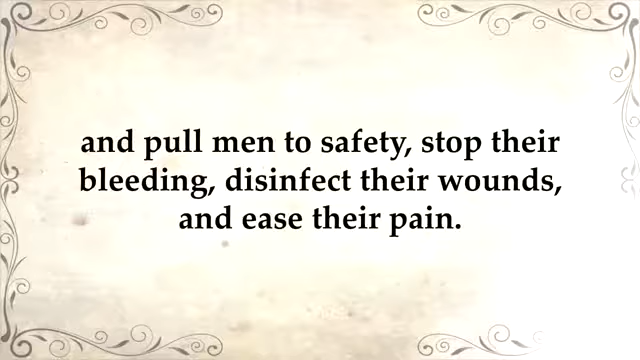 and pull men to safety, stop their
bleeding, disinfect their wounds,
and ease their pain.